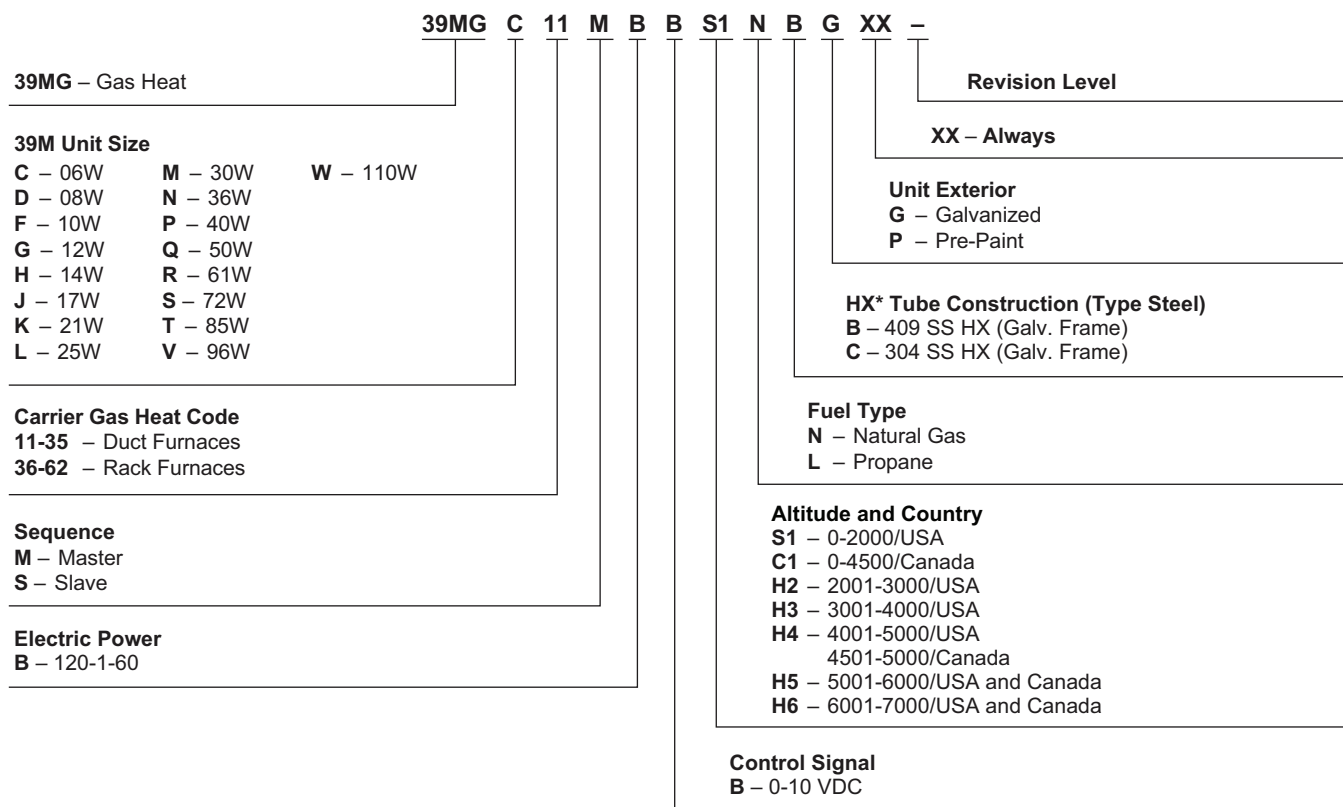 39MG C 11 M B B S1 N B G XX –
39MG – Gas Heat
39M Unit Size
C – 06W M – 30W W – 110W
D – 08W N – 36W
F – 10W P – 40W
G – 12W Q – 50W
H – 14W R – 61W
J – 17W S – 72W
K – 21W T – 85W
L – 25W V – 96W
Carrier Gas Heat Code
11-35 – Duct Furnaces
36-62 – Rack Furnaces
Sequence
M – Master
S – Slave
Electric Power
B – 120-1-60
Revision Level
XX – Always
Unit Exterior
G – Galvanized
P – Pre-Paint
HX* Tube Construction (Type Steel)
B – 409 SS HX (Galv. Frame)
C – 304 SS HX (Galv. Frame)
Fuel Type
N – Natural Gas
L – Propane
Altitude and Country
S1 – 0-2000/USA
C1 – 0-4500/Canada
H2 – 2001-3000/USA
H3 – 3001-4000/USA
H4 – 4001-5000/USA
4501-5000/Canada
H5 – 5001-6000/USA and Canada
H6 – 6001-7000/USA and Canada
Control Signal
B – 0-10 VDC